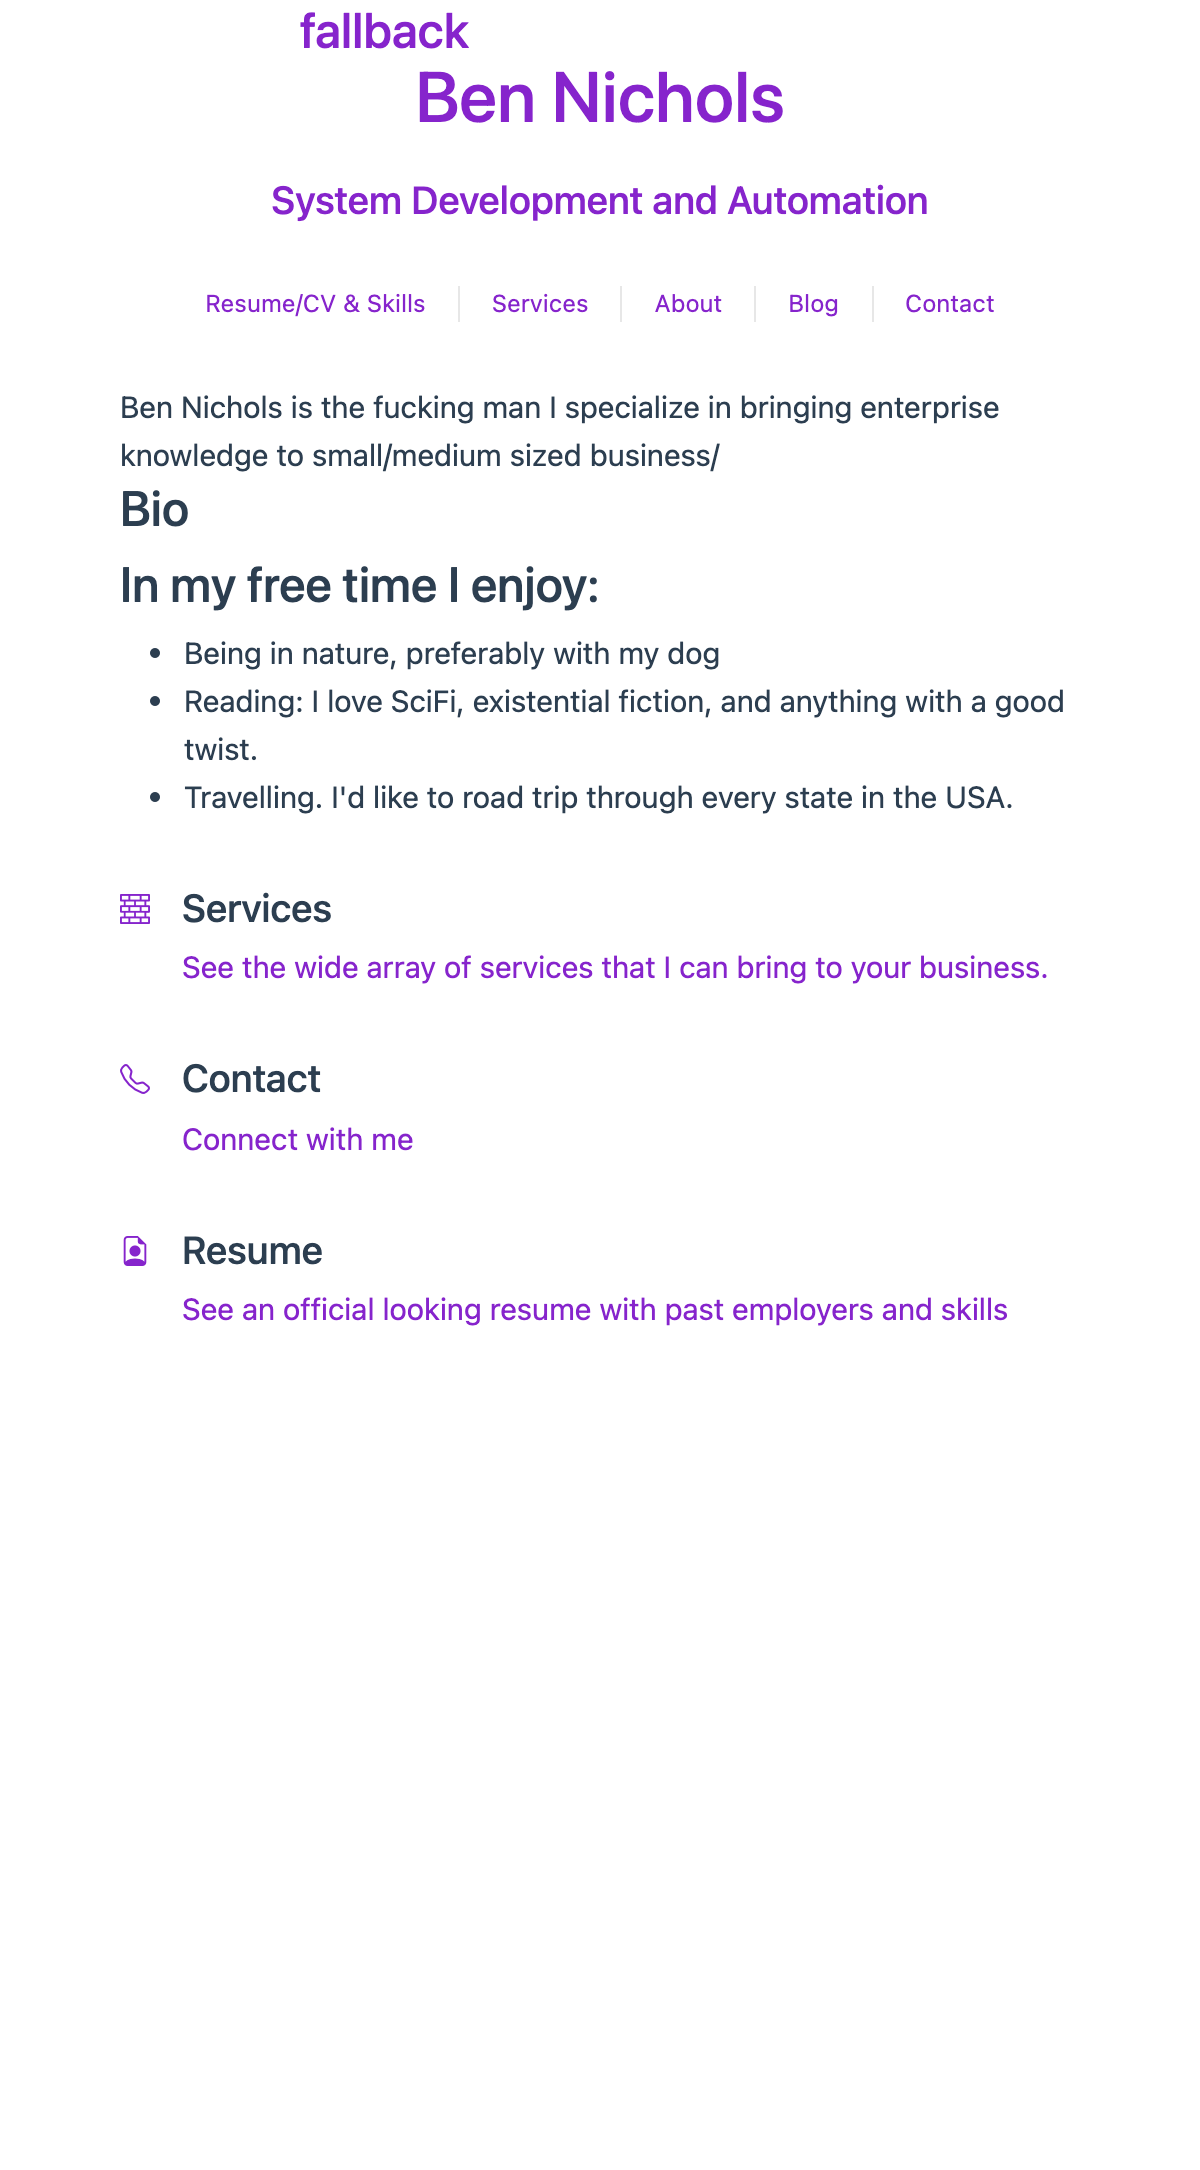 fallback
Ben Nichols
System Development and Automation
Resume/CV & Skills Services About Blog Contact
Ben Nichols is the fucking man I specialize in bringing enterprise
knowledge to small/medium sized business/
Bio
In my free time I enjoy:
• Being in nature, preferably with my dog
• Reading: I love SciFi, existential fiction, and anything with a good
twist.
• Travelling. I'd like to road trip through every state in the USA.
Services
See the wide array of services that I can bring to your business.
Contact
Connect with me
Resume
See an official looking resume with past employers and skills